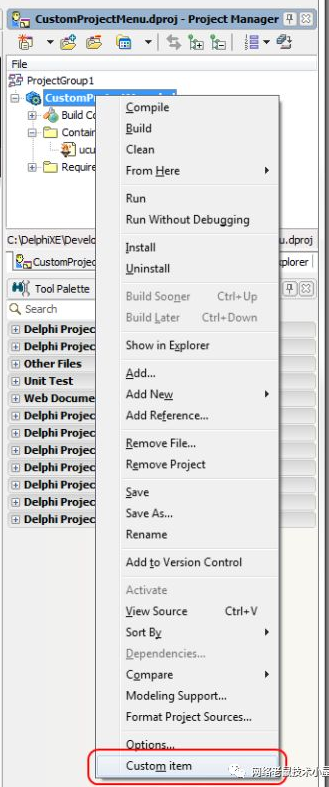 CustomProjectMenu.dproj - Project Manager
File
ProjectGroup1
Build Co
Contain
ucu
Require
C:\DelphiXE\Develo
nu.dproj
CustomProjec
plorer
Tool Palette
Search
Delphi Projec
Delphi Projec
Other Files
Unit Test
Web Docume
Delphi Projec
Delphi Projec
Delphi Projec
Delphi Projec
Delphi Projec
Delphi Projec
Delphi Projec
Compile
Build
Clean
From Here
Run
Run Without Debugging
Install
Uninstall
Build Sooner Ctrl+Up
Build Later Ctrl+Down
Show in Explorer
Add...
Add New
Add Reference...
Remove File...
Remove Project
Save
Save As...
Rename
Add to Version Control
Activate
View Source Ctrl+V
Sort By
Dependencies...
Compare
Modeling Support...
Format Project Sources...
Options...
Custom item
网络老鼠技术小屋